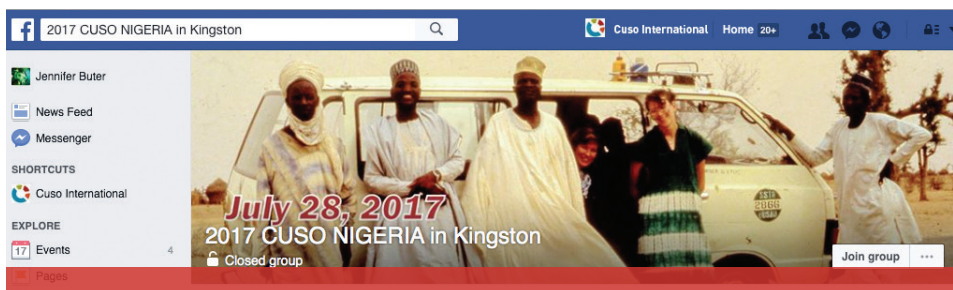 2017 CUSO NIGERIA in Kingston
Cuso International Home 20+
Jennifer Buter
News Feed
Messenger
SHORTCUTS
Cuso International
EXPLORE
17 Events 4
Pages
July 28, 2017
2017 CUSO NIGERIA in Kingston
Closed group
Join group ...